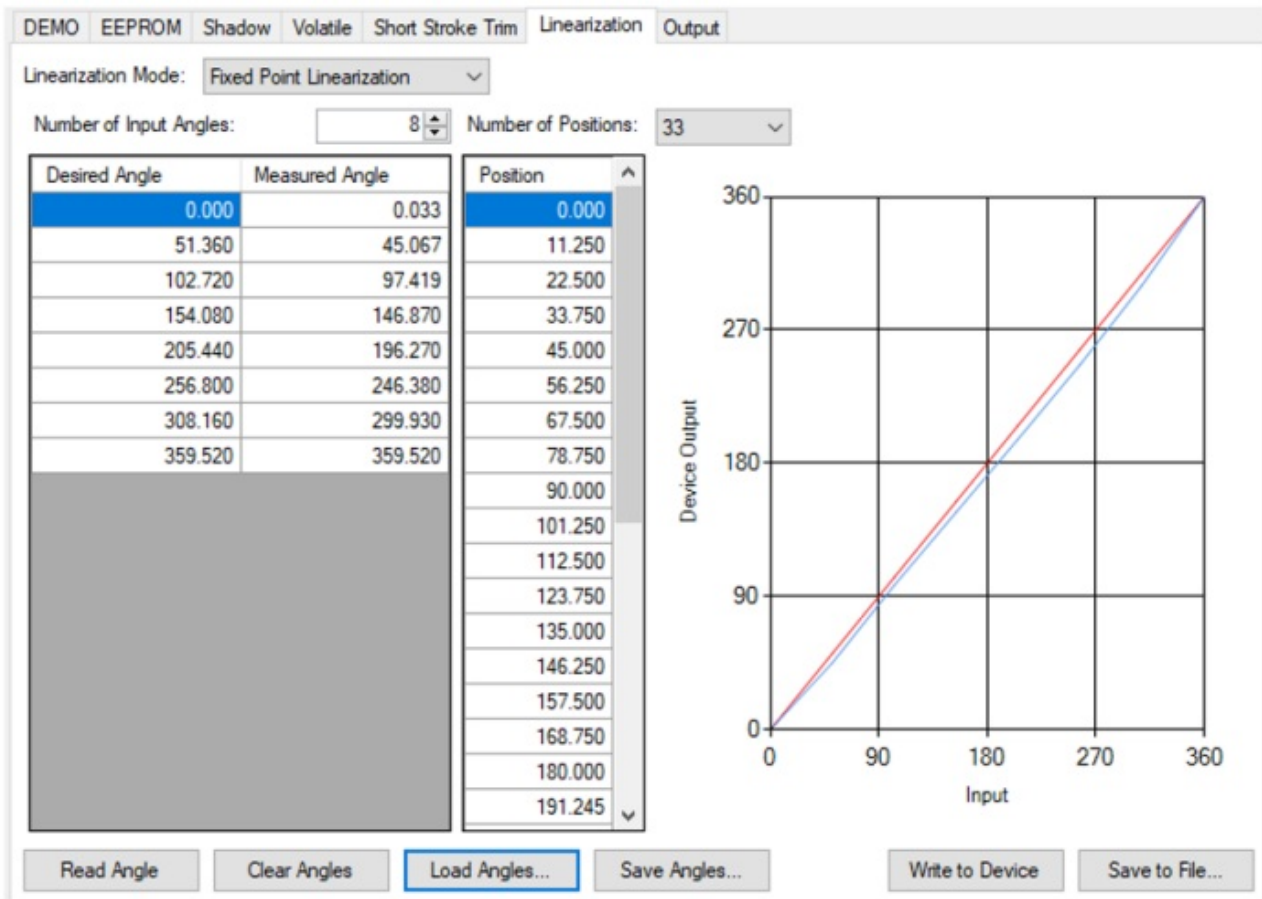 DEMO EEPROM Shadow Volatile Short Stroke Trim Linearization Output
Linearization Mode: Fixed Point Linearization
Number of Input Angles: 8 Number of Positions: 33
Desired Angle Measured Angle Position
0.000 0.033 0.000
51.360 45.067 11.250
102.720 97.419 22.500
154.080 146.870 33.750
205.440 196.270 45.000
256.800 246.380 56.250
308.160 299.930 67.500
359.520 359.520 78.750
90.000
101.250
112.500
123.750
135.000
146.250
157.500
168.750
180.000
191.245
Device Output
360
270
180
90
0
0 90 180 270 360
Input
Read Angle Clear Angles Load Angles... Save Angles... Write to Device Save to File...